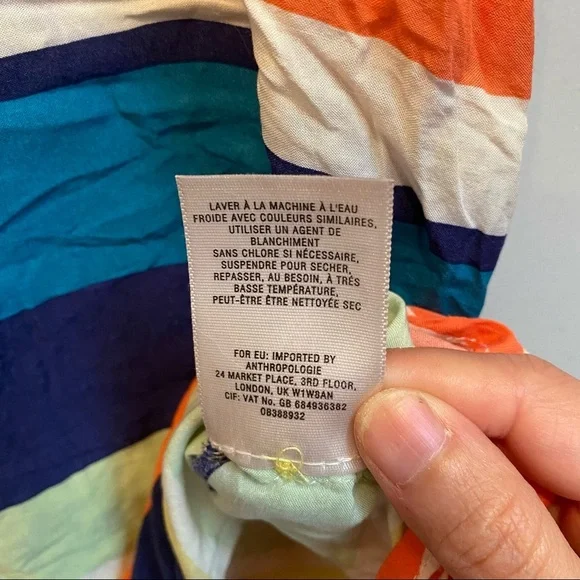 LAVER À LA MACHINE À L'EAU
FROIDE AVEC COULEURS SIMILAIRES,
UTILISER UN AGENT DE
BLANCHIMENT
SANS CHLORE SI NÉCESSAIRE,
SUSPENDRE POUR SECHER,
REPASSER, AU BESOIN, À TRÈS
BASSE TEMPÉRATURE,
PEUT-ÊTRE ÊTRE NETTOYÉE SEC
FOR EU: IMPORTED BY
ANTHROPOLOGIE
24 MARKET PLACE, 3RD FLOOR,
LONDON, UK W1W8AN
CIF: VAT No. GB 684936382
OB388932